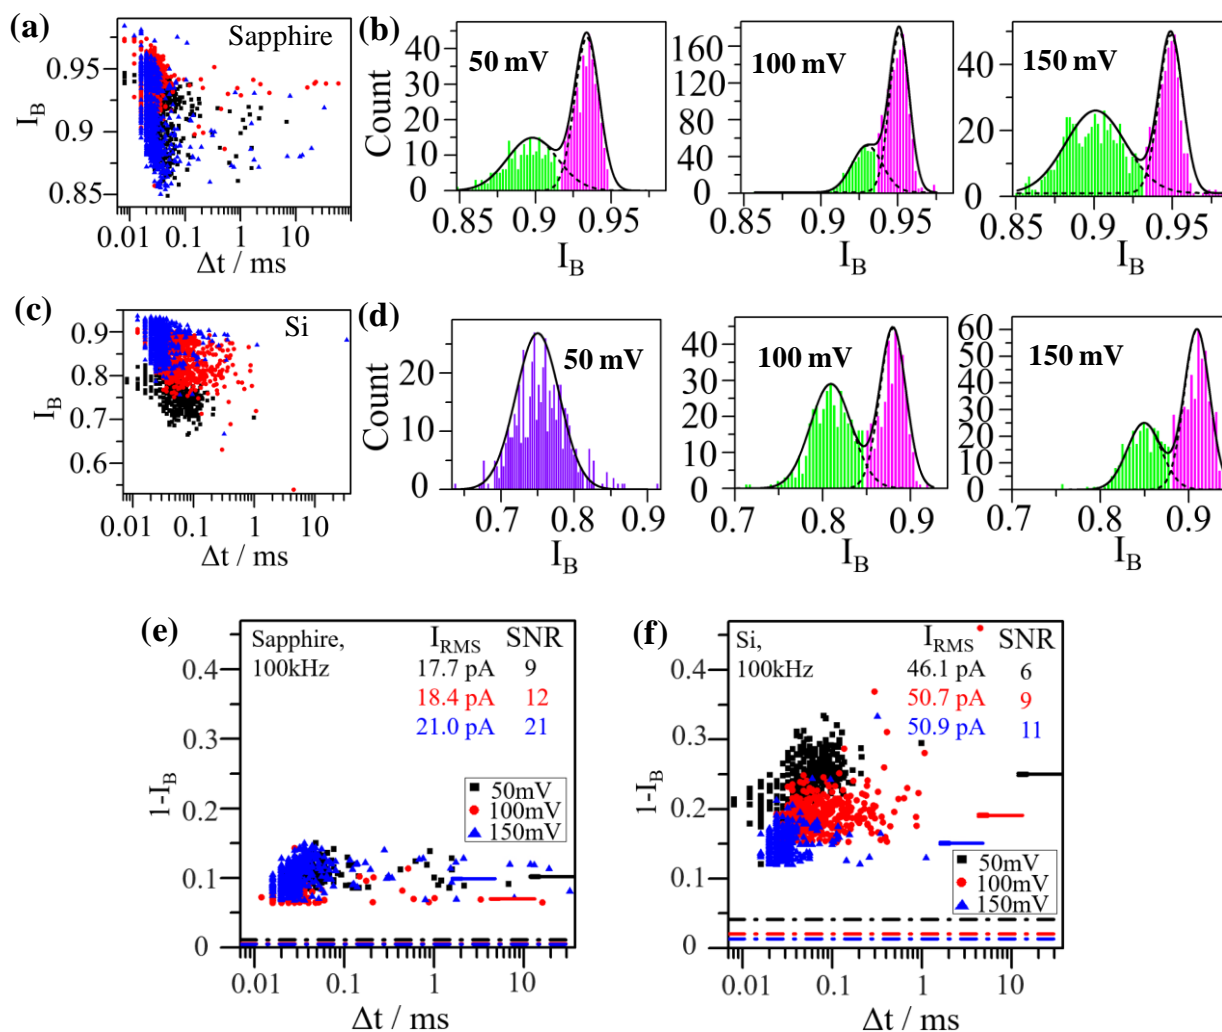 (a)
Sapphire
0.95
0.9
0.85
I_B
0.01 0.1 1 10
Δt / ms
(b)
50 mV
40
30
20
10
0
Count
0.85 0.9 0.95
I_B
100 mV
160
120
80
40
0
0.85 0.9 0.95
I_B
150 mV
50
40
30
20
10
0
0.85 0.9 0.95
I_B
(c)
Si
0.9
0.8
0.7
0.6
I_B
0.01 0.1 1 10
Δt / ms
(d)
50 mV
20
10
0
Count
0.7 0.8 0.9
I_B
100 mV
40
30
20
10
0
0.7 0.8 0.9
I_B
150 mV
60
50
40
30
20
10
0
0.7 0.8 0.9
I_B
(e)
Sapphire, I_RMS SNR
100kHz 17.7 pA 9
18.4 pA 12
21.0 pA 21
0.4
0.3
0.2
0.1
0
1-I_B
50mV
100mV
150mV
0.01 0.1 1 10
Δt / ms
(f)
Si, I_RMS SNR
100kHz 46.1 pA 6
50.7 pA 9
50.9 pA 11
0.4
0.3
0.2
0.1
0
1-I_B
50mV
100mV
150mV
0.01 0.1 1 10
Δt / ms